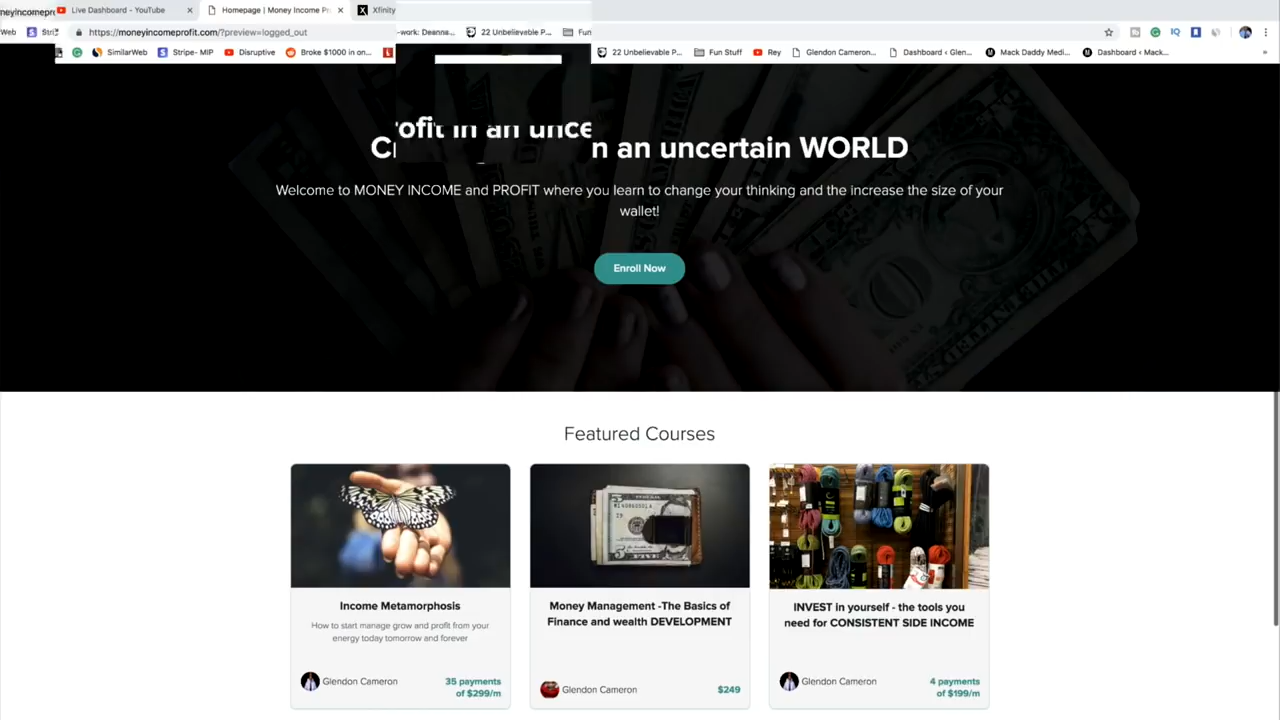 neyincomepr
Live Dashboard - YouTube
Homepage | Money Income Pr
Xfinity
Web
Stri
https://moneyincomeprofit.com/?preview=logged_out
-work: Deanna...
22 Unbelievable P...
Fun
SimilarWeb
Stripe- MIP
Disruptive
Broke $1000 in on...
22 Unbelievable P...
Fun Stuff
Rey
Glendon Cameron...
Dashboard ‹ Glen...
Mack Daddy Medi...
Dashboard ‹ Mack...
rofit in an unce
C n an uncertain WORLD
Welcome to MONEY INCOME and PROFIT where you learn to change your thinking and the increase the size of your
wallet!
Enroll Now
Featured Courses
Income Metamorphosis
How to start manage grow and profit from your
energy today tomorrow and forever
Glendon Cameron
35 payments
of $299/m
Money Management -The Basics of
Finance and wealth DEVELOPMENT
Glendon Cameron
$249
INVEST in yourself - the tools you
need for CONSISTENT SIDE INCOME
Glendon Cameron
4 payments
of $199/m